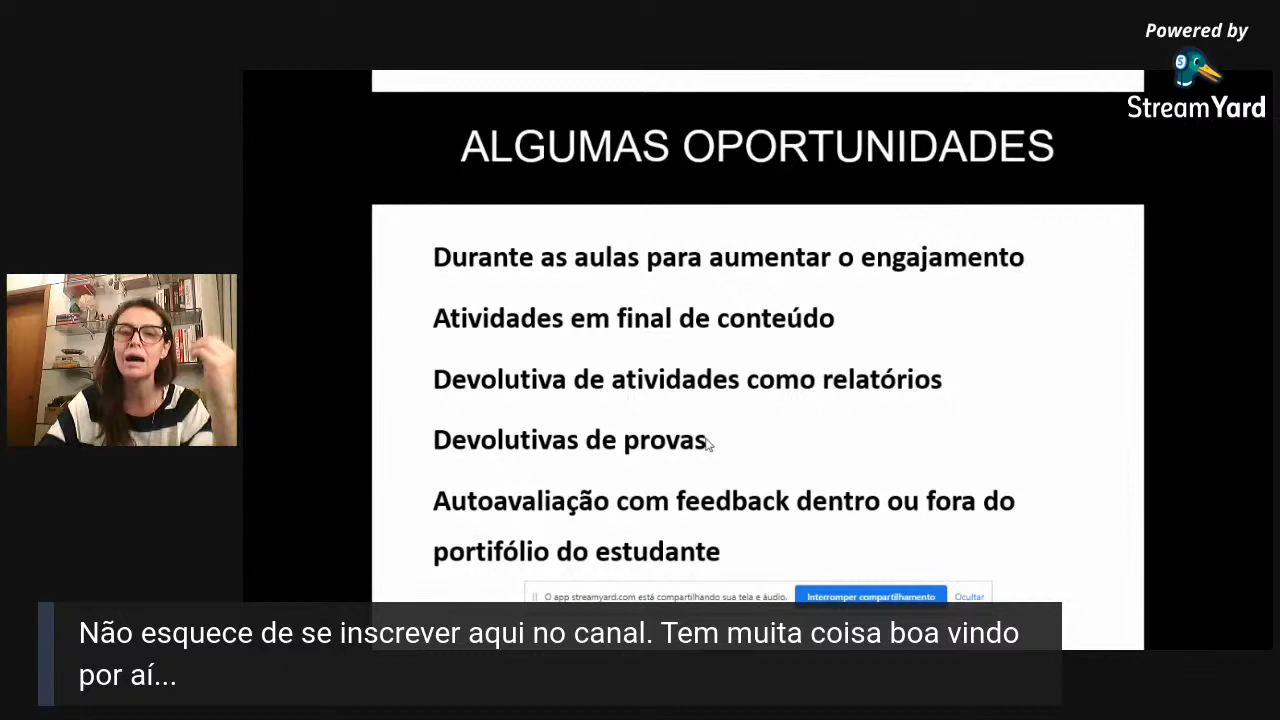 Powered by
StreamYard
ALGUMAS OPORTUNIDADES
Durante as aulas para aumentar o engajamento
Atividades em final de conteúdo
Devolutiva de atividades como relatórios
Devolutivas de provas
Autoavaliação com feedback dentro ou fora do
portifólio do estudante
O app streamyard.com está compartilhando sua tela e áudio. Interromper compartilhamento Ocultar
Não esquece de se inscrever aqui no canal. Tem muita coisa boa vindo
por aí...